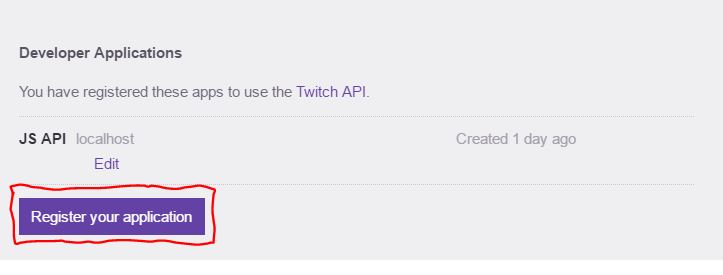 Developer Applications
You have registered these apps to use the Twitch API.
JS API localhost Created 1 day ago
Edit
Register your application